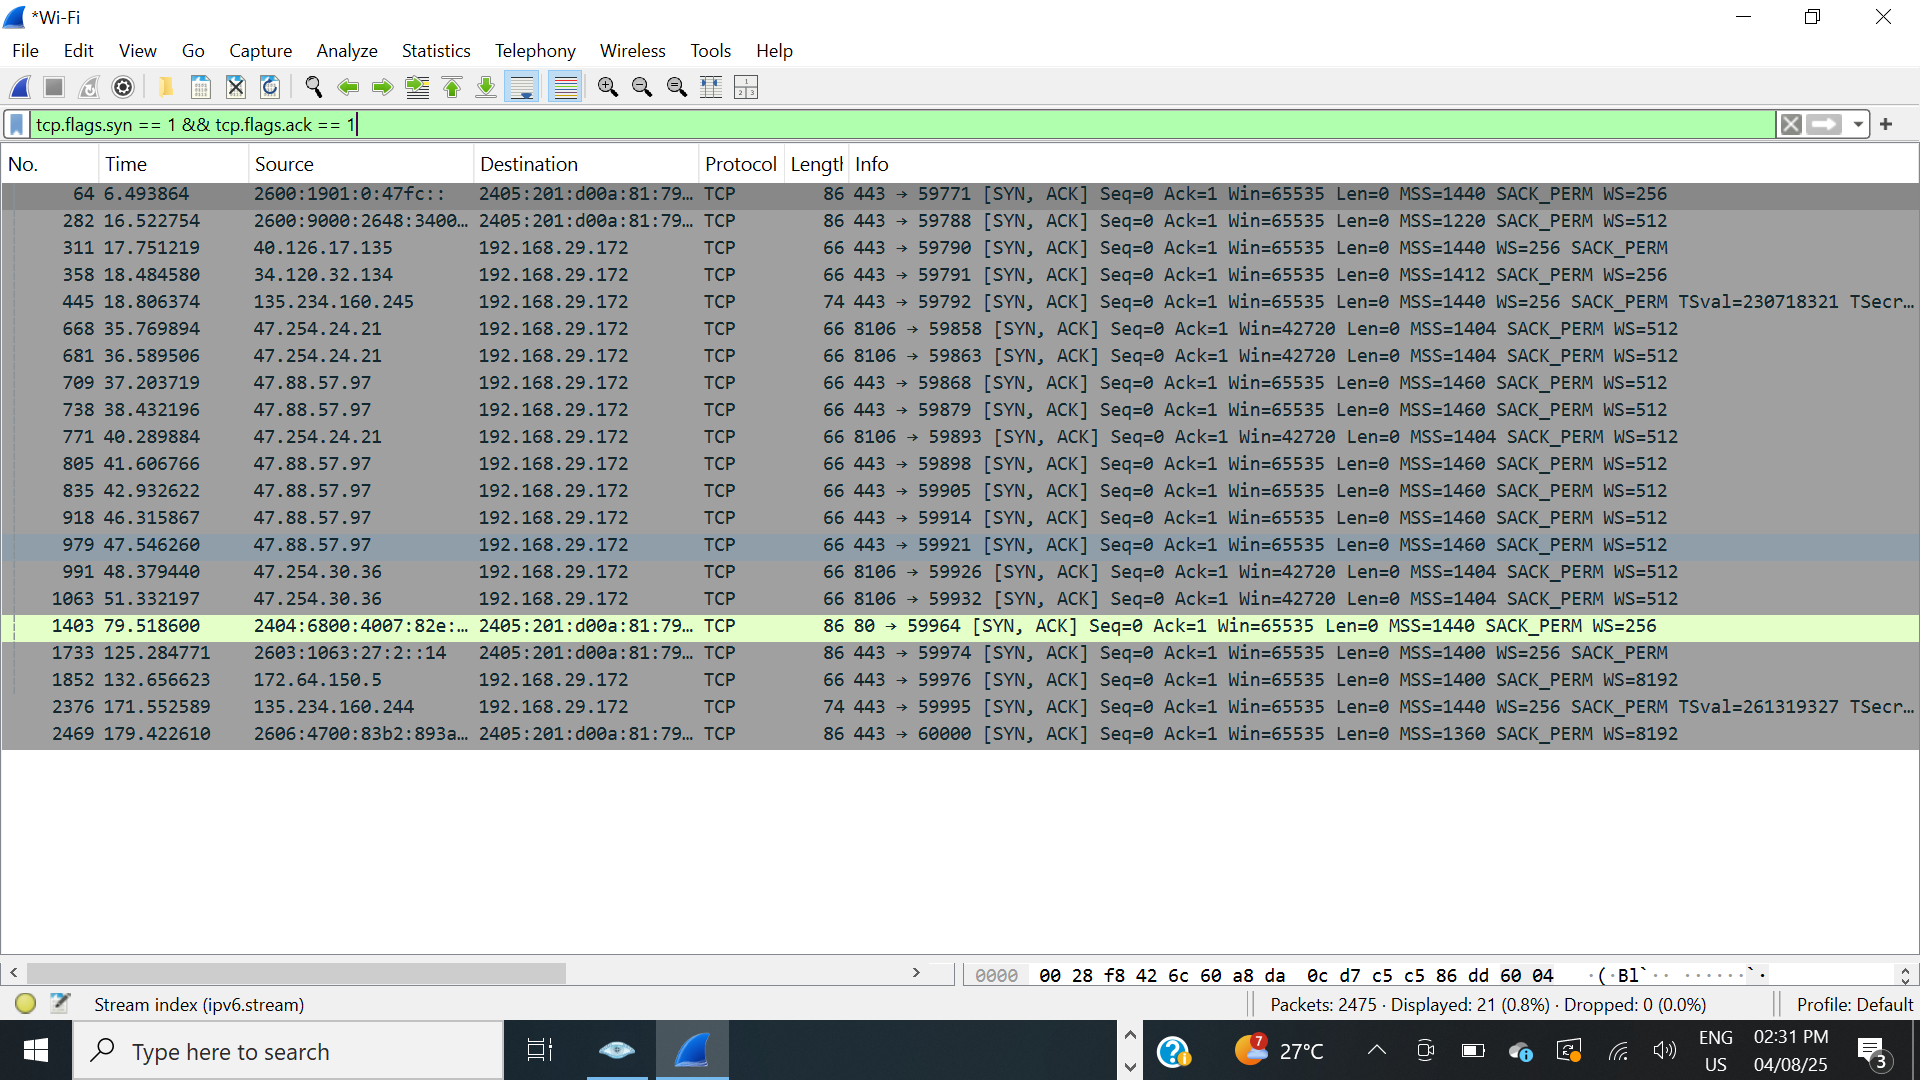 *Wi-Fi
File Edit View Go Capture Analyze Statistics Telephony Wireless Tools Help
tcp.flags.syn == 1 && tcp.flags.ack == 1
No. Time Source Destination Protocol Length Info
64 6.493864 2600:1901:0:47fc:: 2405:201:d00a:81:79… TCP 86 443 → 59771 [SYN, ACK] Seq=0 Ack=1 Win=65535 Len=0 MSS=1440 SACK_PERM WS=256
282 16.522754 2600:9000:2648:3400… 2405:201:d00a:81:79… TCP 86 443 → 59788 [SYN, ACK] Seq=0 Ack=1 Win=65535 Len=0 MSS=1220 SACK_PERM WS=512
311 17.751219 40.126.17.135 192.168.29.172 TCP 66 443 → 59790 [SYN, ACK] Seq=0 Ack=1 Win=65535 Len=0 MSS=1440 WS=256 SACK_PERM
358 18.484580 34.120.32.134 192.168.29.172 TCP 66 443 → 59791 [SYN, ACK] Seq=0 Ack=1 Win=65535 Len=0 MSS=1412 SACK_PERM WS=256
445 18.806374 135.234.160.245 192.168.29.172 TCP 74 443 → 59792 [SYN, ACK] Seq=0 Ack=1 Win=65535 Len=0 MSS=1440 WS=256 SACK_PERM TSval=230718321 TSecr…
668 35.769894 47.254.24.21 192.168.29.172 TCP 66 8106 → 59858 [SYN, ACK] Seq=0 Ack=1 Win=42720 Len=0 MSS=1404 SACK_PERM WS=512
681 36.589506 47.254.24.21 192.168.29.172 TCP 66 8106 → 59863 [SYN, ACK] Seq=0 Ack=1 Win=42720 Len=0 MSS=1404 SACK_PERM WS=512
709 37.203719 47.88.57.97 192.168.29.172 TCP 66 443 → 59868 [SYN, ACK] Seq=0 Ack=1 Win=65535 Len=0 MSS=1460 SACK_PERM WS=512
738 38.432196 47.88.57.97 192.168.29.172 TCP 66 443 → 59879 [SYN, ACK] Seq=0 Ack=1 Win=65535 Len=0 MSS=1460 SACK_PERM WS=512
771 40.289884 47.254.24.21 192.168.29.172 TCP 66 8106 → 59893 [SYN, ACK] Seq=0 Ack=1 Win=42720 Len=0 MSS=1404 SACK_PERM WS=512
805 41.606766 47.88.57.97 192.168.29.172 TCP 66 443 → 59898 [SYN, ACK] Seq=0 Ack=1 Win=65535 Len=0 MSS=1460 SACK_PERM WS=512
835 42.932622 47.88.57.97 192.168.29.172 TCP 66 443 → 59905 [SYN, ACK] Seq=0 Ack=1 Win=65535 Len=0 MSS=1460 SACK_PERM WS=512
918 46.315867 47.88.57.97 192.168.29.172 TCP 66 443 → 59914 [SYN, ACK] Seq=0 Ack=1 Win=65535 Len=0 MSS=1460 SACK_PERM WS=512
979 47.546260 47.88.57.97 192.168.29.172 TCP 66 443 → 59921 [SYN, ACK] Seq=0 Ack=1 Win=65535 Len=0 MSS=1460 SACK_PERM WS=512
991 48.379440 47.254.30.36 192.168.29.172 TCP 66 8106 → 59926 [SYN, ACK] Seq=0 Ack=1 Win=42720 Len=0 MSS=1404 SACK_PERM WS=512
1063 51.332197 47.254.30.36 192.168.29.172 TCP 66 8106 → 59932 [SYN, ACK] Seq=0 Ack=1 Win=42720 Len=0 MSS=1404 SACK_PERM WS=512
1403 79.518600 2404:6800:4007:82e:… 2405:201:d00a:81:79… TCP 86 80 → 59964 [SYN, ACK] Seq=0 Ack=1 Win=65535 Len=0 MSS=1440 SACK_PERM WS=256
1733 125.284771 2603:1063:27:2::14 2405:201:d00a:81:79… TCP 86 443 → 59974 [SYN, ACK] Seq=0 Ack=1 Win=65535 Len=0 MSS=1400 WS=256 SACK_PERM
1852 132.656623 172.64.150.5 192.168.29.172 TCP 66 443 → 59976 [SYN, ACK] Seq=0 Ack=1 Win=65535 Len=0 MSS=1400 SACK_PERM WS=8192
2376 171.552589 135.234.160.244 192.168.29.172 TCP 74 443 → 59995 [SYN, ACK] Seq=0 Ack=1 Win=65535 Len=0 MSS=1440 WS=256 SACK_PERM TSval=261319327 TSecr…
2469 179.422610 2606:4700:83b2:893a… 2405:201:d00a:81:79… TCP 86 443 → 60000 [SYN, ACK] Seq=0 Ack=1 Win=65535 Len=0 MSS=1360 SACK_PERM WS=8192
0000 00 28 f8 42 6c 60 a8 da 0c d7 c5 c5 86 dd 60 04 ·(·Bl`·· ······`·
Stream index (ipv6.stream) Packets: 2475 · Displayed: 21 (0.8%) · Dropped: 0 (0.0%) Profile: Default
Type here to search 7 27°C ENG US 02:31 PM 04/08/25 3